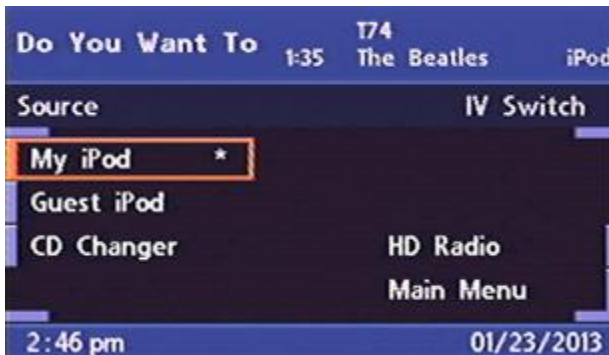 Do You Want To 1:35 T74 The Beatles iPod
Source IV Switch
My iPod *
Guest iPod
CD Changer HD Radio
Main Menu
2:46 pm 01/23/2013